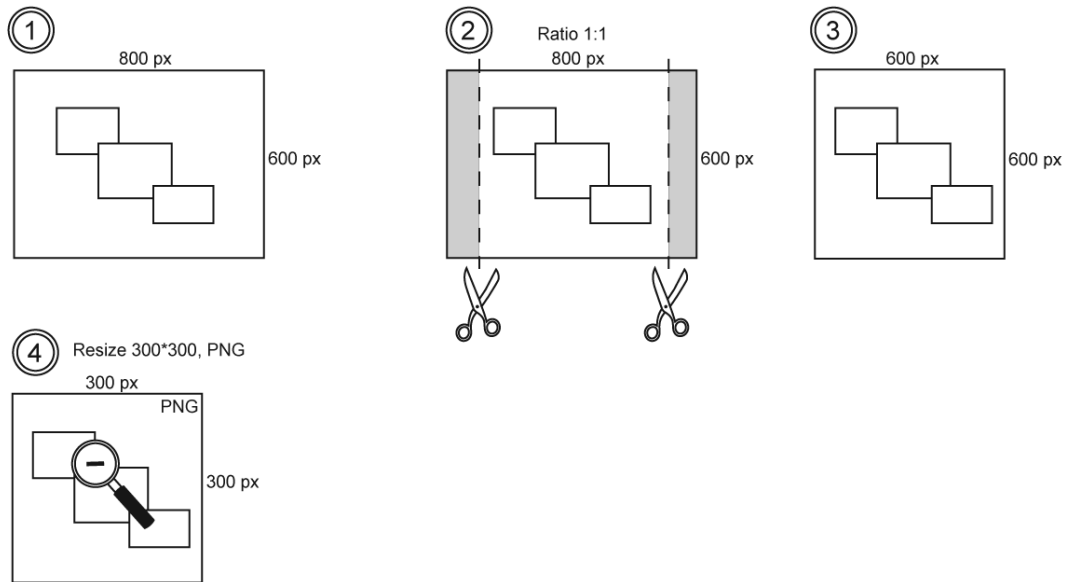 1
800 px
600 px
2
Ratio 1:1
800 px
600 px
3
600 px
600 px
4
Resize 300*300, PNG
300 px
PNG
300 px